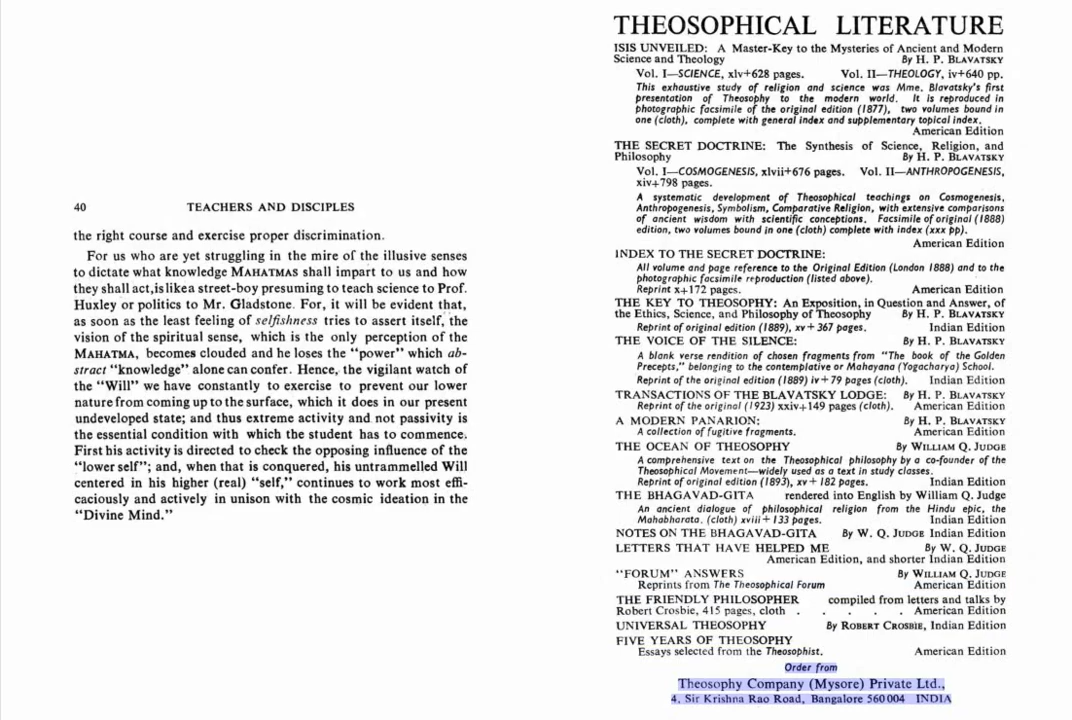 40 TEACHERS AND DISCIPLES
the right course and exercise proper discrimination.
For us who are yet struggling in the mire of the illusive senses
to dictate what knowledge MAHATMAS shall impart to us and how
they shall act,is likea street-boy presuming to teach science to Prof.
Huxley or politics to Mr. Gladstone. For, it will be evident that,
as soon as the least feeling of selfishness tries to assert itself, the
vision of the spiritual sense, which is the only perception of the
MAHATMA, becomes clouded and he loses the "power" which ab-
stract "knowledge" alone can confer. Hence, the vigilant watch of
the "Will" we have constantly to exercise to prevent our lower
nature from coming up to the surface, which it does in our present
undeveloped state; and thus extreme activity and not passivity is
the essential condition with which the student has to commence.
First his activity is directed to check the opposing influence of the
"lower self"; and, when that is conquered, his untrammelled Will
centered in his higher (real) "self," continues to work most effi-
caciously and actively in unison with the cosmic ideation in the
"Divine Mind."
THEOSOPHICAL LITERATURE
ISIS UNVEILED: A Master-Key to the Mysteries of Ancient and Modern
Science and Theology By H. P. BLAVATSKY
Vol. I—SCIENCE, xlv+628 pages. Vol. II—THEOLOGY, iv+640 pp.
This exhaustive study of religion and science was Mme. Blavatsky's first
presentation of Theosophy to the modern world. It is reproduced in
photographic facsimile of the original edition (1877), two volumes bound in
one (cloth), complete with general index and supplementary topical index.
American Edition
THE SECRET DOCTRINE: The Synthesis of Science, Religion, and
Philosophy By H. P. BLAVATSKY
Vol. I—COSMOGENESIS, xlvii+676 pages. Vol. II—ANTHROPOGENESIS,
xiv+798 pages.
A systematic development of Theosophical teachings on Cosmogenesis,
Anthropogenesis, Symbolism, Comparative Religion, with extensive comparisons
of ancient wisdom with scientific conceptions. Facsimile of original (1888)
edition, two volumes bound in one (cloth) complete with index (xxx pp).
American Edition
INDEX TO THE SECRET DOCTRINE:
All volume and page reference to the Original Edition (London 1888) and to the
photographic facsimile reproduction (listed above).
Reprint x+172 pages. American Edition
THE KEY TO THEOSOPHY: An Exposition, in Question and Answer, of
the Ethics, Science, and Philosophy of Theosophy By H. P. BLAVATSKY
Reprint of original edition (1889), xv+367 pages. Indian Edition
THE VOICE OF THE SILENCE: By H. P. BLAVATSKY
A blank verse rendition of chosen fragments from "The book of the Golden
Precepts," belonging to the contemplative or Mahayana (Yogacharya) School.
Reprint of the original edition (1889) iv+79 pages (cloth). Indian Edition
TRANSACTIONS OF THE BLAVATSKY LODGE: By H. P. BLAVATSKY
Reprint of the original (1923) xxiv+149 pages (cloth). American Edition
A MODERN PANARION: By H. P. BLAVATSKY
A collection of fugitive fragments. American Edition
THE OCEAN OF THEOSOPHY By WILLIAM Q. JUDGE
A comprehensive text on the Theosophical philosophy by a co-founder of the
Theosophical Movement—widely used as a text in study classes.
Reprint of original edition (1893), xv+182 pages. Indian Edition
THE BHAGAVAD-GITA rendered into English by William Q. Judge
An ancient dialogue of philosophical religion from the Hindu epic, the
Mahabharata. (cloth) xviii+133 pages. Indian Edition
NOTES ON THE BHAGAVAD-GITA By W. Q. JUDGE Indian Edition
LETTERS THAT HAVE HELPED ME By W. Q. JUDGE
American Edition, and shorter Indian Edition
"FORUM" ANSWERS By WILLIAM Q. JUDGE
Reprints from The Theosophical Forum American Edition
THE FRIENDLY PHILOSOPHER compiled from letters and talks by
Robert Crosbie, 415 pages, cloth . . . . . American Edition
UNIVERSAL THEOSOPHY By ROBERT CROSBIE, Indian Edition
FIVE YEARS OF THEOSOPHY
Essays selected from the Theosophist. American Edition
Order from
Theosophy Company (Mysore) Private Ltd.,
4, Sir Krishna Rao Road, Bangalore 560 004 INDIA